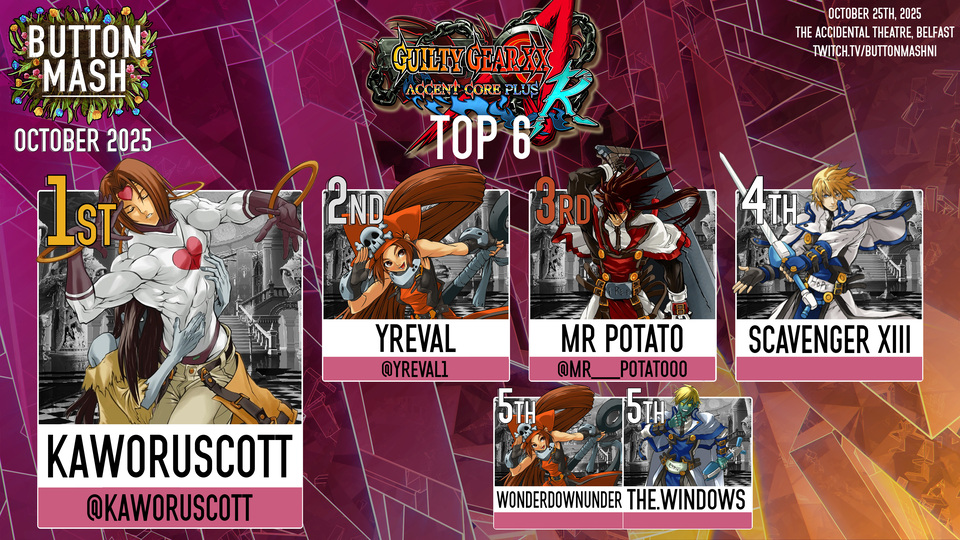 BUTTON
MASH
OCTOBER 2025
GUILTY GEAR XX
ACCENT CORE PLUS R
TOP 6
OCTOBER 25TH, 2025
THE ACCIDENTAL THEATRE, BELFAST
TWITCH.TV/BUTTONMASHNI
1ST
KAWORUSCOTT
@KAWORUSCOTT
2ND
YREVAL
@YREVAL1
3RD
MR POTATO
@MR___POTATO00
4TH
SCAVENGER XIII
5TH
WONDERDOWNUNDER
5TH
THE.WINDOWS